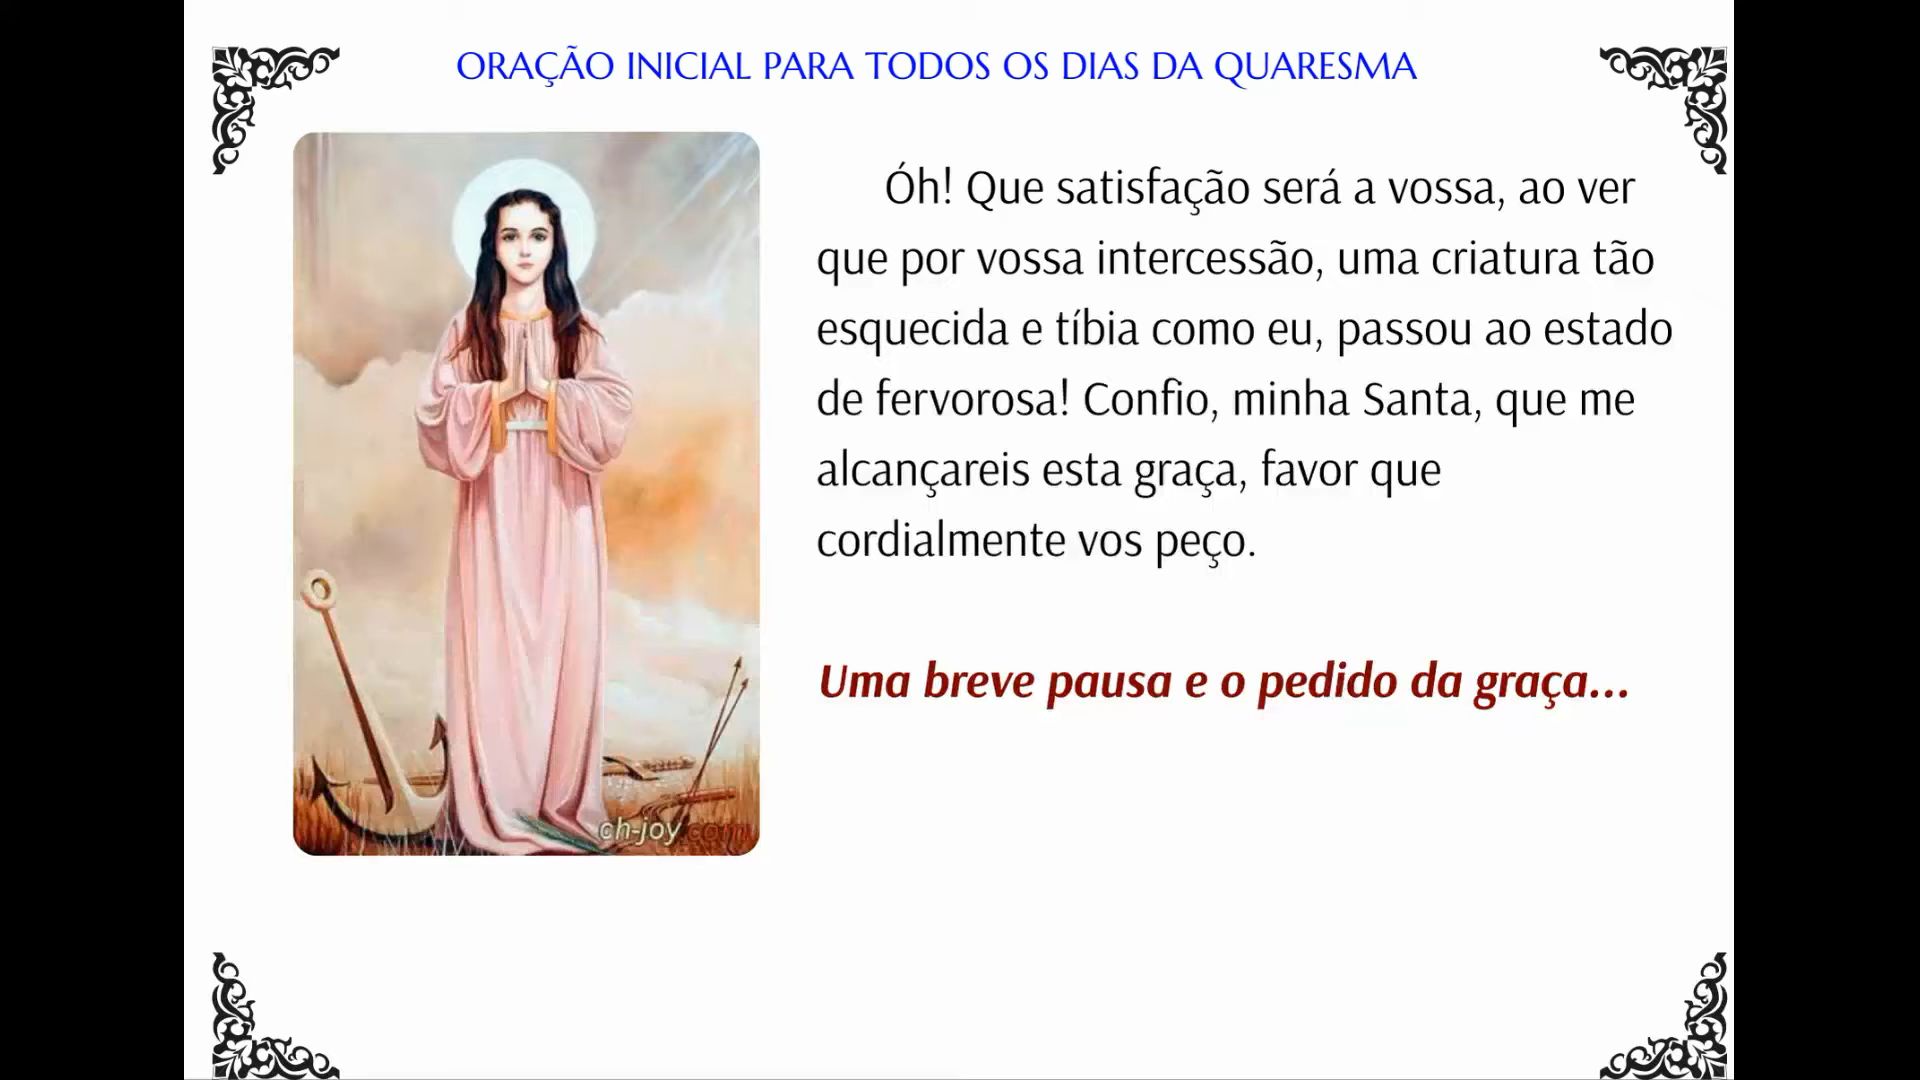 ORAÇÃO INICIAL PARA TODOS OS DIAS DA QUARESMA
Óh! Que satisfação será a vossa, ao ver
que por vossa intercessão, uma criatura tão
esquecida e tíbia como eu, passou ao estado
de fervorosa! Confio, minha Santa, que me
alcançareis esta graça, favor que
cordialmente vos peço.
Uma breve pausa e o pedido da graça...
ch-joy.com